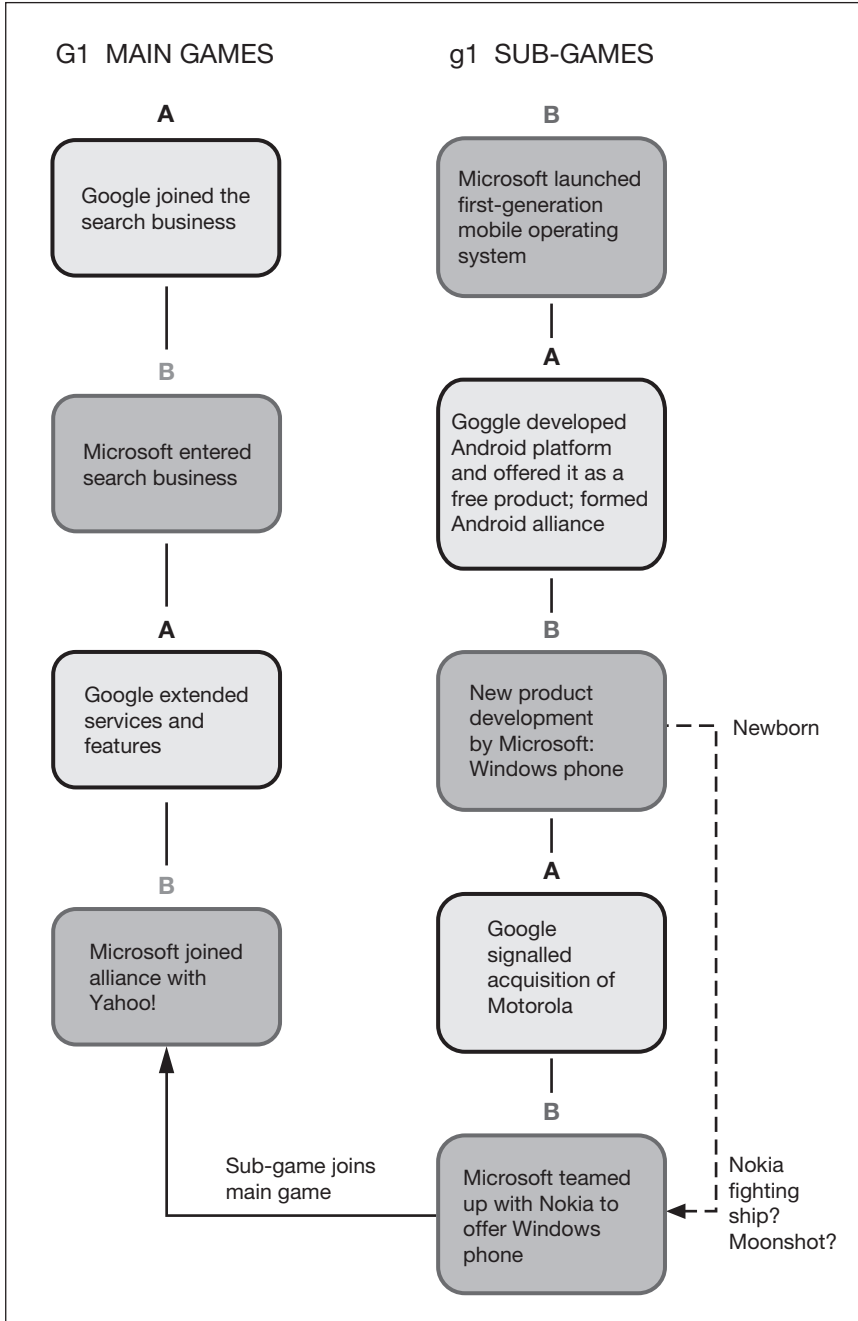 G1 MAIN GAMES
A
Google joined the
search business
B
Microsoft entered
search business
A
Google extended
services and
features
B
Microsoft joined
alliance with
Yahoo!
g1 SUB-GAMES
B
Microsoft launched
first-generation
mobile operating
system
A
Goggle developed
Android platform
and offered it as a
free product; formed
Android alliance
B
New product
development
by Microsoft:
Windows phone
A
Google
signalled
acquisition of
Motorola
B
Microsoft teamed
up with Nokia to
offer Windows
phone
Newborn
Nokia
fighting
ship?
Moonshot?
Sub-game joins
main game